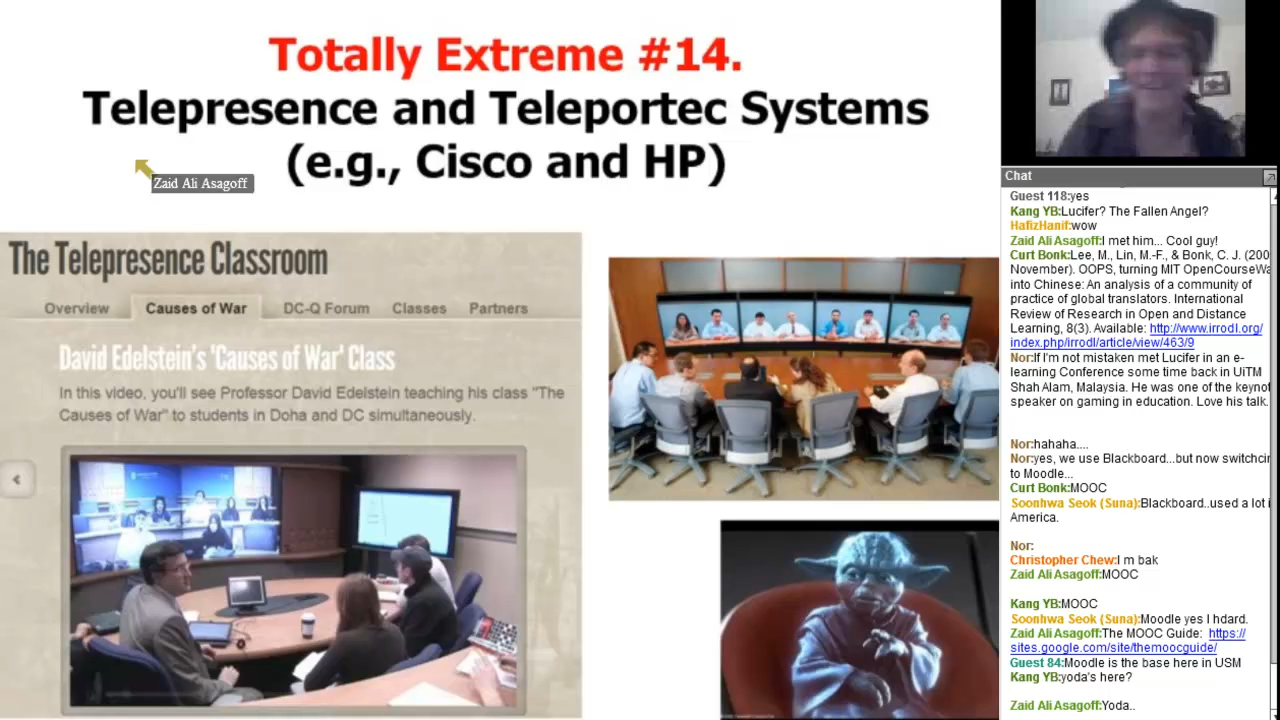 Totally Extreme #14.
Telepresence and Teleportec Systems
(e.g., Cisco and HP)
Zaid Ali Asagoff
The Telepresence Classroom
Overview Causes of War DC-Q Forum Classes Partners
David Edelstein's 'Causes of War' Class
In this video, you'll see Professor David Edelstein teaching his class "The
Causes of War" to students in Doha and DC simultaneously.
Chat
Guest 118:yes
Kang YB:Lucifer? The Fallen Angel?
HafizHanif:wow
Zaid Ali Asagoff:I met him... Cool guy!
Curt Bonk:Lee, M., Lin, M.-F., & Bonk, C. J. (200
November). OOPS, turning MIT OpenCourseWa
into Chinese: An analysis of a community of
practice of global translators. International
Review of Research in Open and Distance
Learning, 8(3). Available: http://www.irrodl.org/
index.php/irrodl/article/view/463/9
Nor:If I'm not mistaken met Lucifer in an e-
learning Conference some time back in UiTM
Shah Alam, Malaysia. He was one of the keynot
speaker on gaming in education. Love his talk.
Nor:hahaha....
Nor:yes, we use Blackboard...but now switchin
to Moodle...
Curt Bonk:MOOC
Soonhwa Seok (Suna):Blackboard..used a lot i
America.
Nor:
Christopher Chew:I m bak
Zaid Ali Asagoff:MOOC
Kang YB:MOOC
Soonhwa Seok (Suna):Moodle yes I hdard.
Zaid Ali Asagoff:The MOOC Guide: https://
sites.google.com/site/themoocguide/
Guest 84:Moodle is the base here in USM
Kang YB:yoda's here?
Zaid Ali Asagoff:Yoda..